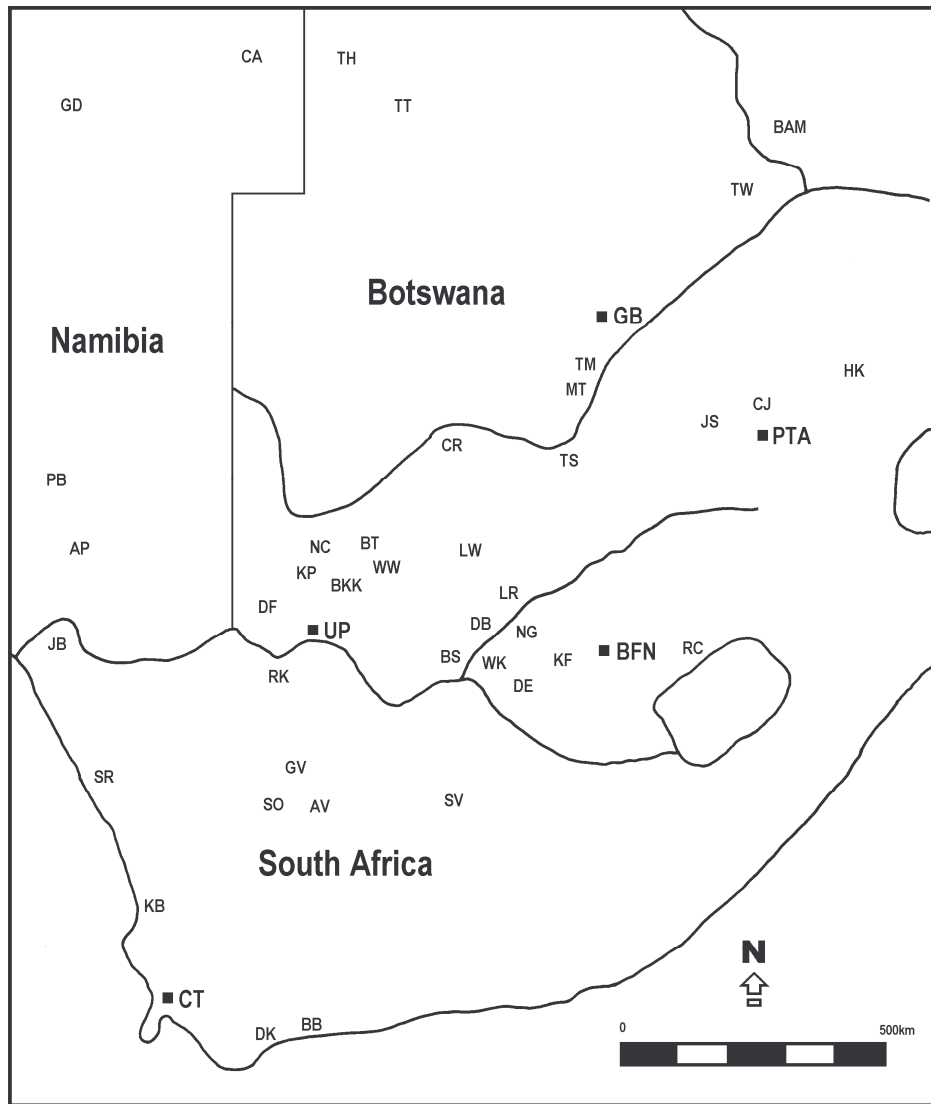 CA
TH
GD
TT
BAM
TW
Botswana
GB
Namibia
TM
HK
MT
CJ
JS
PTA
CR
TS
PB
AP
NC
BT
LW
KP
WW
BKK
LR
DF
DB
UP
NG
JB
BS
WK
KF
BFN
RC
RK
DE
GV
SR
SO
AV
SV
South Africa
KB
N
CT
DK
BB
0
500km